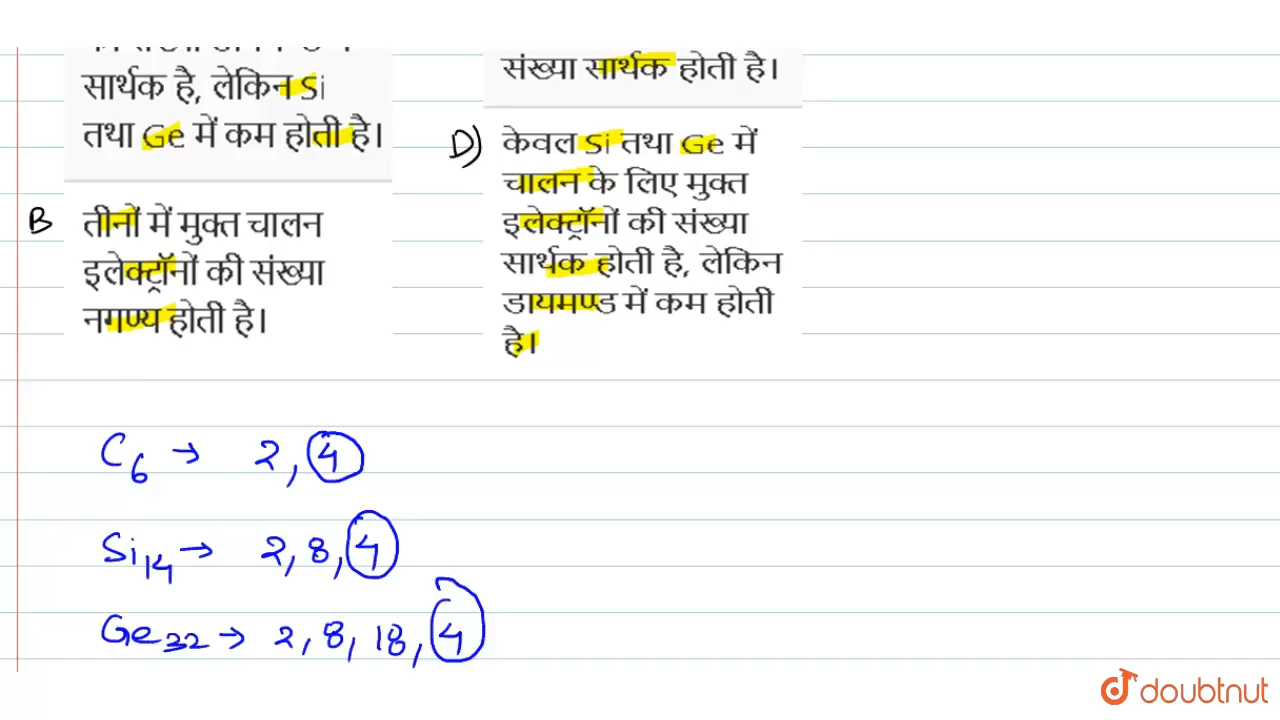 सार्थक है, लेकिन Si
तथा Ge में कम होती है।
B
तीनों में मुक्त चालन
इलेक्ट्रॉनों की संख्या
नगण्य होती है।
संख्या सार्थक होती है।
D)
केवल Si तथा Ge में
चालन के लिए मुक्त
इलेक्ट्रॉनों की संख्या
सार्थक होती है, लेकिन
डायमण्ड में कम होती
है।
C6 → 2, 4
Si14 → 2, 8, 4
Ge32 → 2, 8, 18, 4
doubtnut